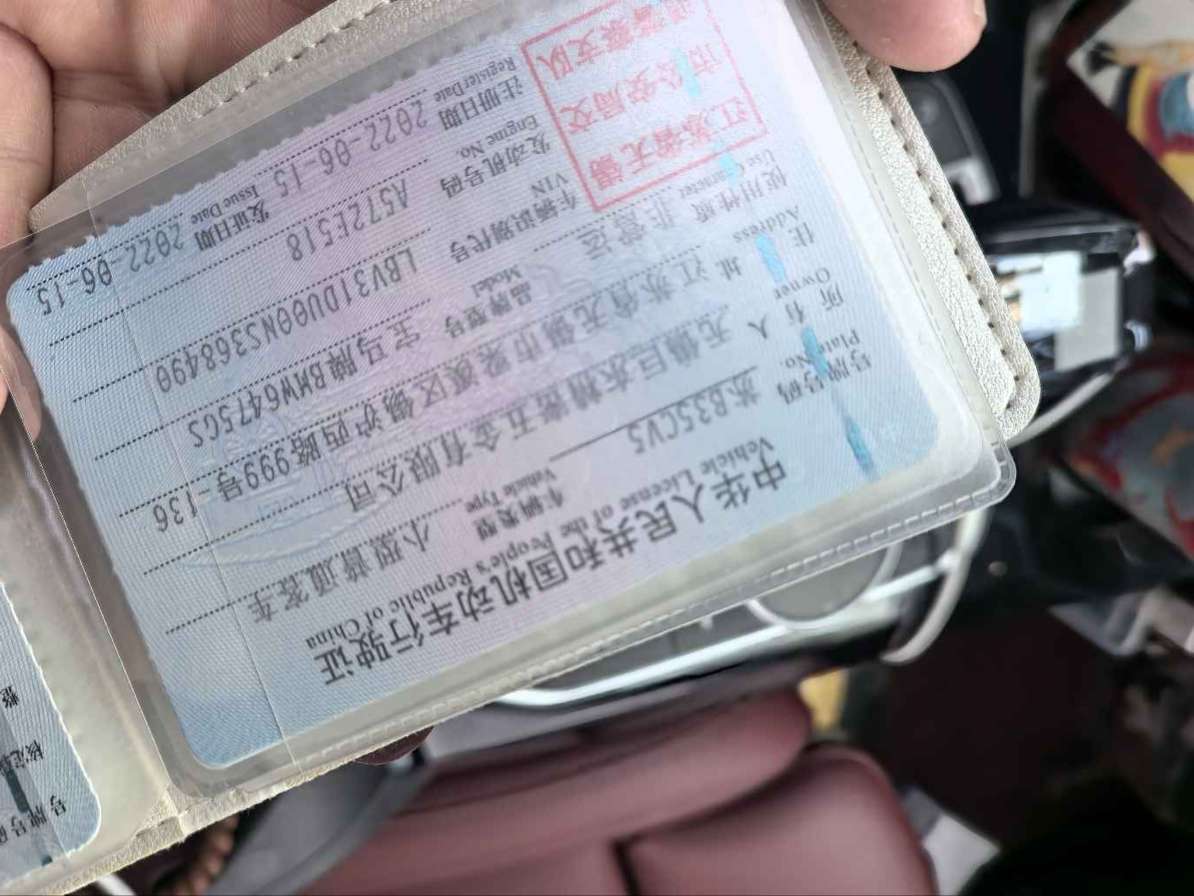 中华人民共和国机动车行驶证
Vehicle License of the People's Republic of China
号牌号码 苏B35CV5 车辆类型 小型普通客车
Plate No. Vehicle Type
所有人 无锡巨永精密五金有限公司
Owner
住址 江苏省无锡市梁溪区锡沪西路999号-136
Address
使用性质 非营运 品牌型号 宝马牌BMW6475GS
Use Character Model
江苏省无锡
市公安局交
警察支队
车辆识别代号 LBV31DU00NS368490
VIN
发动机号码 A572E518
Engine No.
注册日期 2022-06-15 发证日期 2022-06-15
Register Date Issue Date
号牌号
核定
整